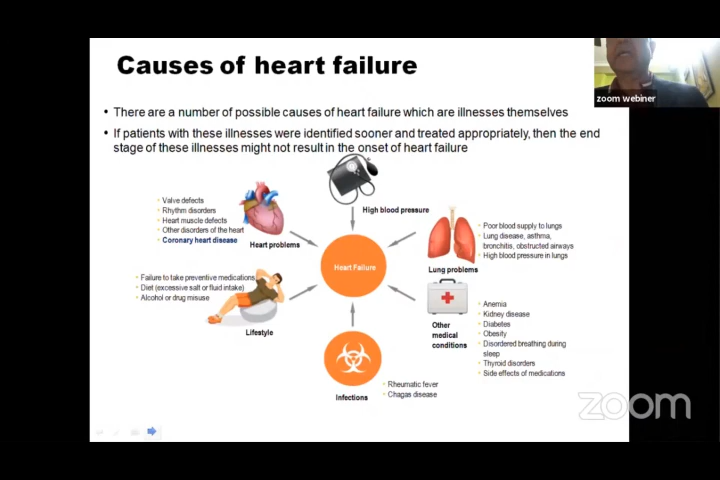 Causes of heart failure
zoom webiner
• There are a number of possible causes of heart failure which are illnesses themselves
• If patients with these illnesses were identified sooner and treated appropriately, then the end
stage of these illnesses might not result in the onset of heart failure
High blood pressure
• Valve defects
• Rhythm disorders
• Heart muscle defects
• Other disorders of the heart
• Coronary heart disease
Heart problems
• Poor blood supply to lungs
• Lung disease, asthma,
bronchitis, obstructed airways
• High blood pressure in lungs
Lung problems
Heart Failure
• Failure to take preventive medications
• Diet (excessive salt or fluid intake)
• Alcohol or drug misuse
Lifestyle
Other
medical
conditions
• Anemia
• Kidney disease
• Diabetes
• Obesity
• Disordered breathing during
sleep
• Thyroid disorders
• Side effects of medications
Infections
• Rheumatic fever
• Chagas disease
zoom